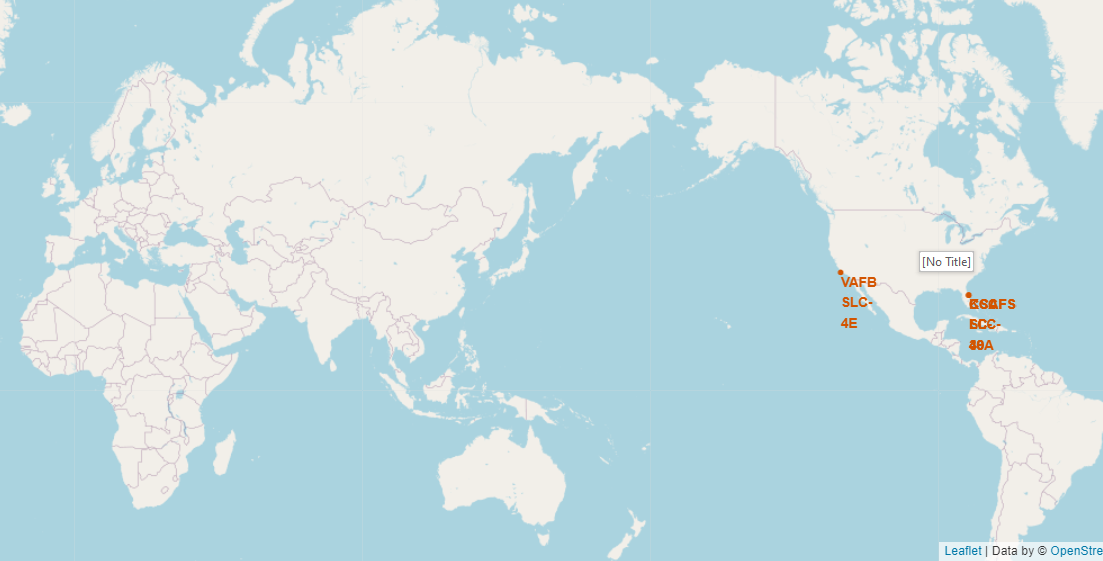 [No Title]
VAFB
SLC-
4E
Leaflet | Data by © OpenStre